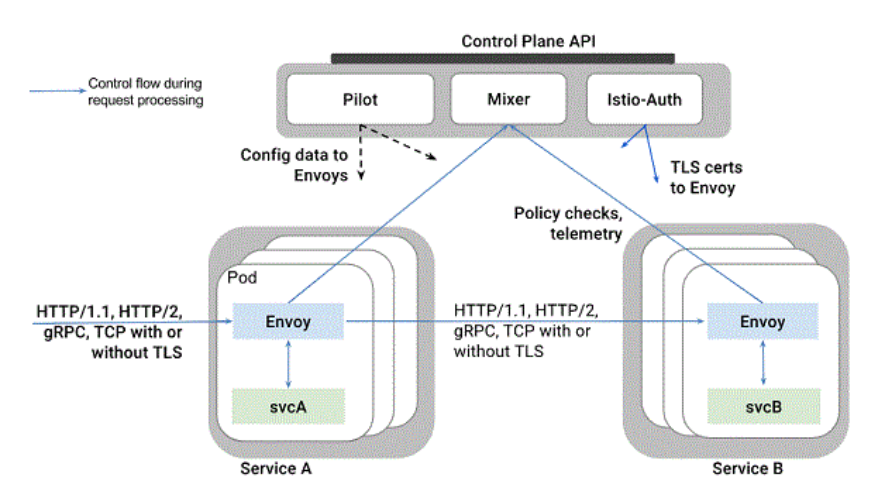 Control Plane API
Control flow during
request processing
Pilot
Mixer
Istio-Auth
Config data to
Envoys
TLS certs
to Envoy
Policy checks,
telemetry
Pod
HTTP/1.1, HTTP/2,
gRPC, TCP with or
without TLS
Envoy
svcA
HTTP/1.1, HTTP/2,
gRPC, TCP with or
without TLS
Envoy
svcB
Service A
Service B